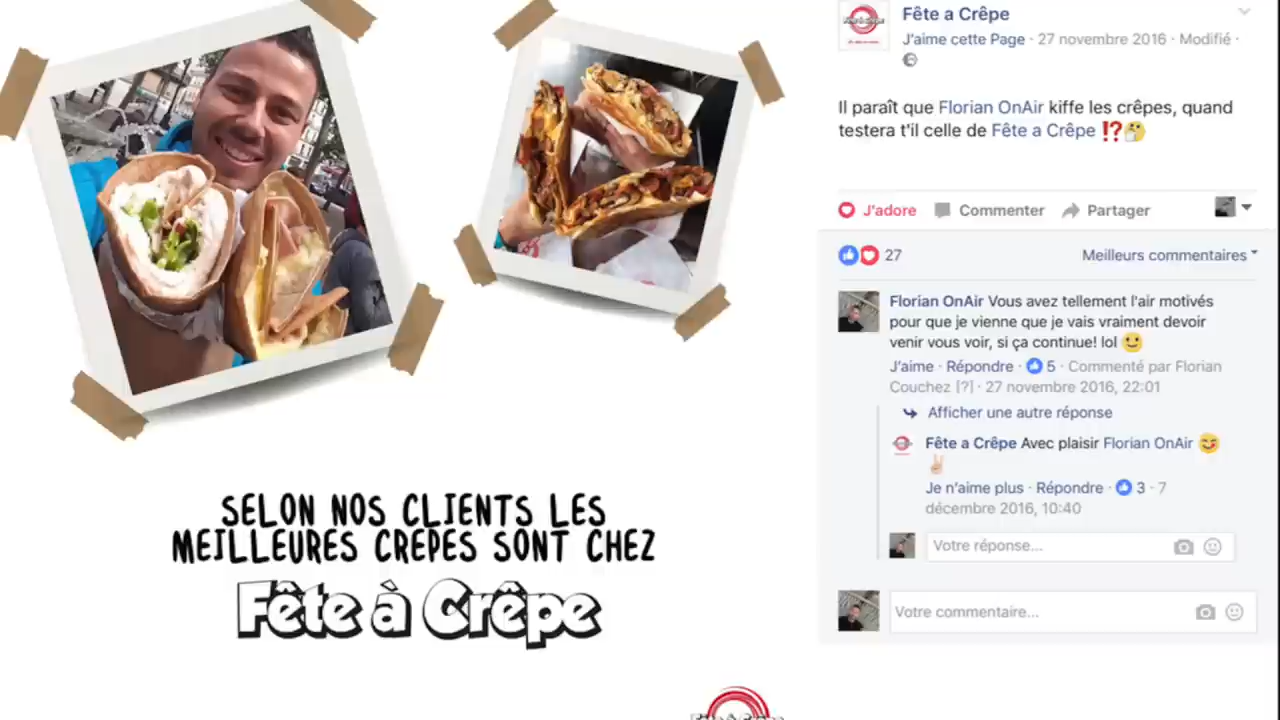 SELON NOS CLIENTS LES
MEILLEURES CREPES SONT CHEZ
Fête à Crêpe
Fête a Crêpe
J'aime cette Page · 27 novembre 2016 · Modifié ·
Il paraît que Florian OnAir kiffe les crêpes, quand
testera t'il celle de Fête a Crêpe ⁉️🤔
J'adore Commenter Partager
27 Meilleurs commentaires
Florian OnAir Vous avez tellement l'air motivés
pour que je vienne que je vais vraiment devoir
venir vous voir, si ça continue! lol 🙂
J'aime · Répondre · 5 · Commenté par Florian
Couchez [?] · 27 novembre 2016, 22:01
Afficher une autre réponse
Fête a Crêpe Avec plaisir Florian OnAir 😋
✌🏻
Je n'aime plus · Répondre · 3 · 7
décembre 2016, 10:40
Votre réponse...
Votre commentaire...